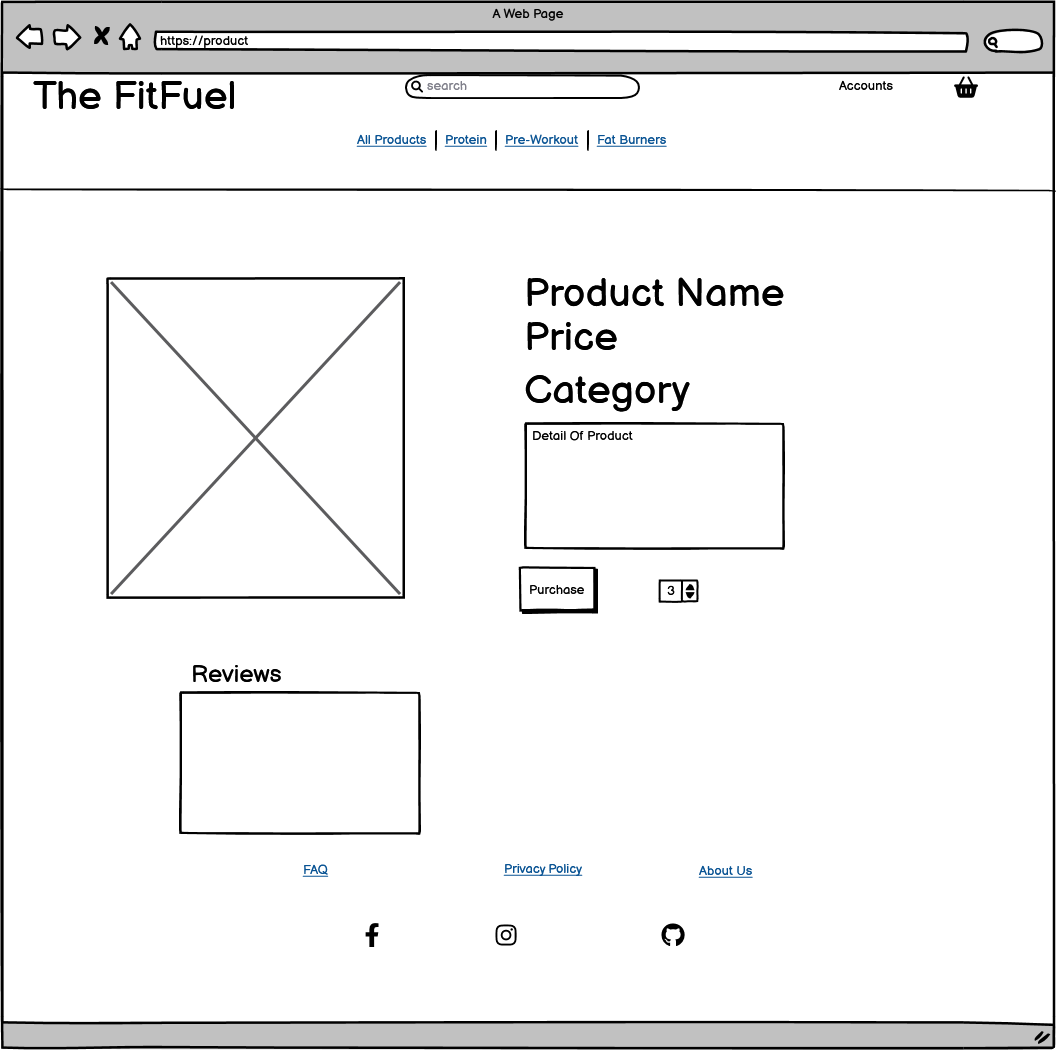 A Web Page
https://product
The FitFuel
search
Accounts
All Products
Protein
Pre-Workout
Fat Burners
Product Name
Price
Category
Detail Of Product
Purchase
3
Reviews
FAQ
Privacy Policy
About Us